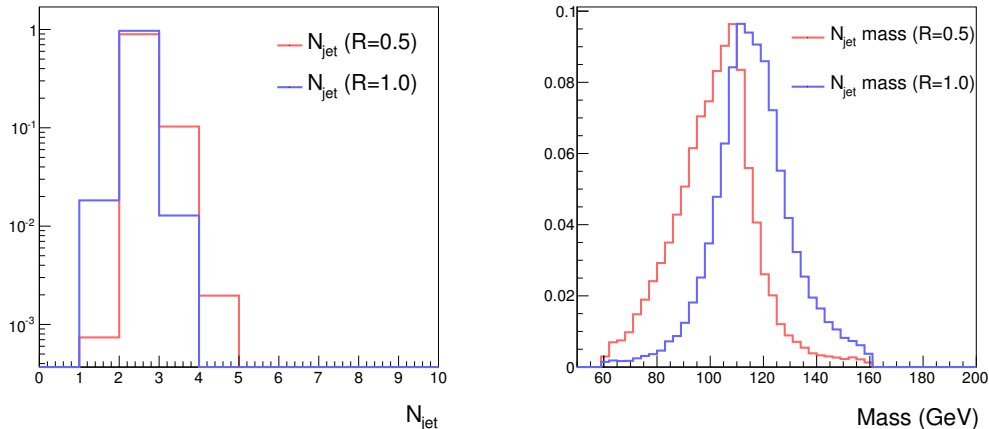 1
10⁻¹
10⁻²
10⁻³
0 1 2 3 4 5 6 7 8 9 10
N_jet
N_jet (R=0.5)
N_jet (R=1.0)
0.1
0.08
0.06
0.04
0.02
0
60 80 100 120 140 160 180 200
Mass (GeV)
N_jet mass (R=0.5)
N_jet mass (R=1.0)